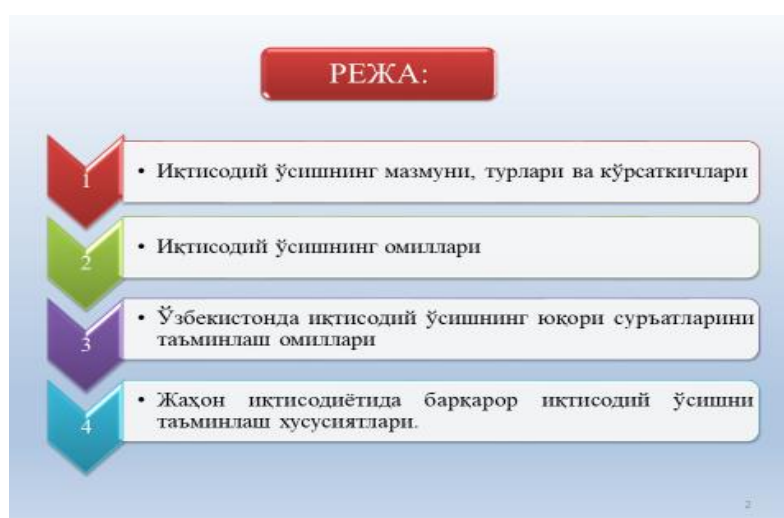 РЕЖА:
1
• Иқтисодий ўсишнинг мазмуни, турлари ва кўрсаткичлари
2
• Иқтисодий ўсишнинг омиллари
3
• Ўзбекистонда иқтисодий ўсишнинг юқори суръатларини
таъминлаш омиллари
4
• Жаҳон иқтисодиётида барқарор иқтисодий ўсишни
таъминлаш хусусиятлари.
2